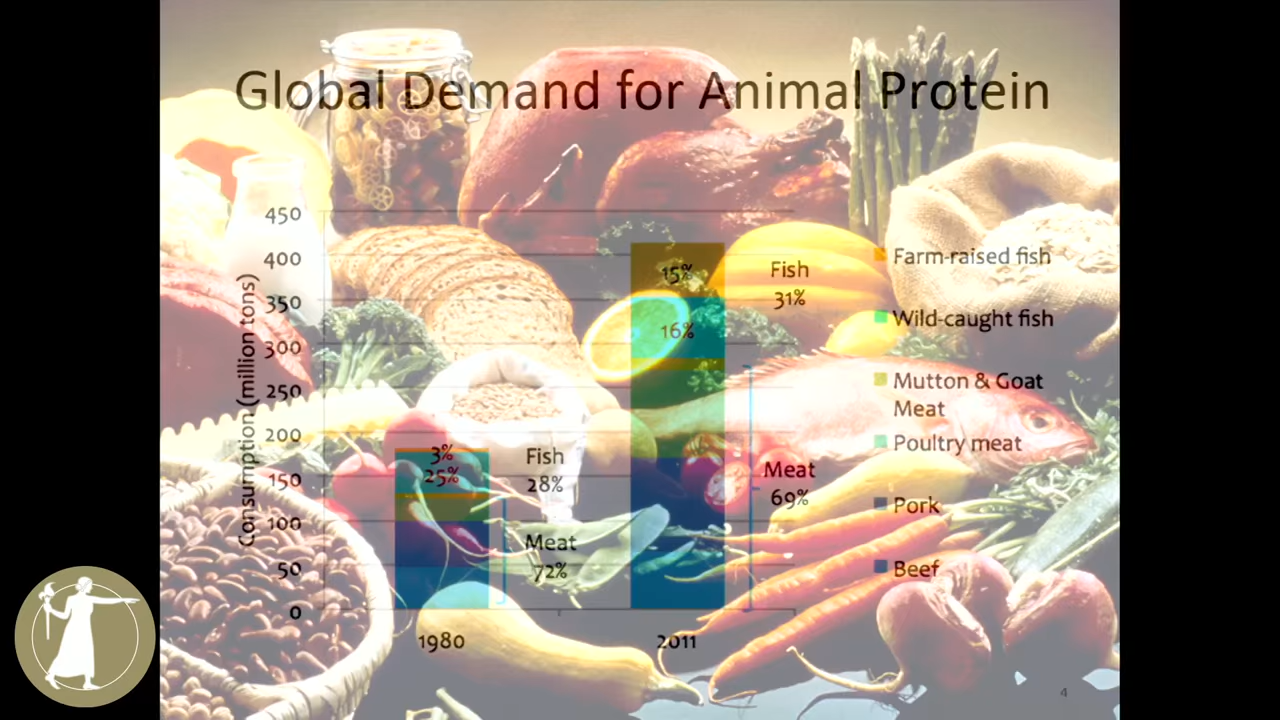 Global Demand for Animal Protein
Consumption (million tons)
450
400
350
300
250
200
150
100
50
0
3%
25%
Fish
28%
Meat
72%
1980
15%
16%
Fish
31%
Meat
69%
2011
Farm-raised fish
Wild-caught fish
Mutton & Goat
Meat
Poultry meat
Pork
Beef
4